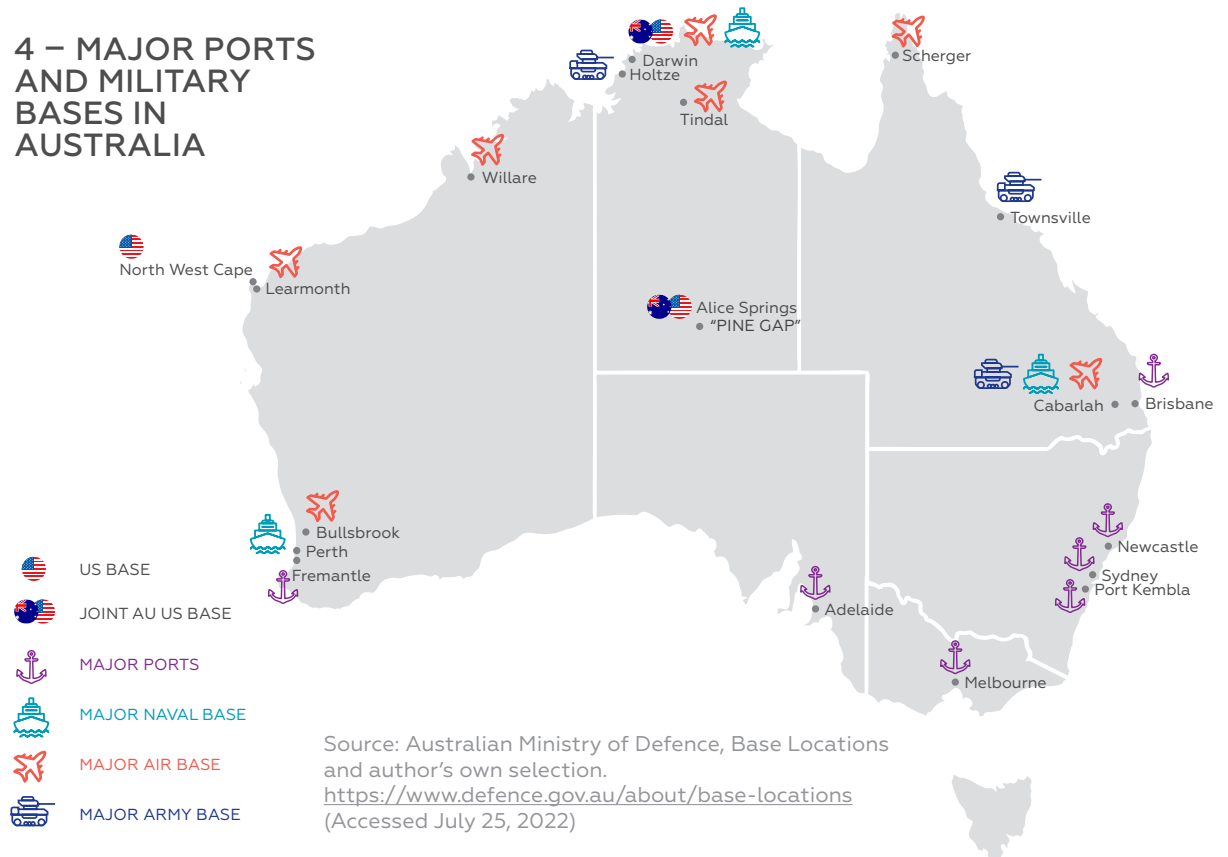 4 – MAJOR PORTS
AND MILITARY
BASES IN
AUSTRALIA
Darwin
Holtze
Tindal
Scherger
Willare
Townsville
North West Cape
Learmonth
Alice Springs
“PINE GAP”
Cabarlah
Brisbane
Bullsbrook
Perth
Fremantle
Newcastle
Sydney
Port Kembla
Adelaide
Melbourne
US BASE
JOINT AU US BASE
MAJOR PORTS
MAJOR NAVAL BASE
MAJOR AIR BASE
MAJOR ARMY BASE
Source: Australian Ministry of Defence, Base Locations
and author’s own selection.
https://www.defence.gov.au/about/base-locations
(Accessed July 25, 2022)